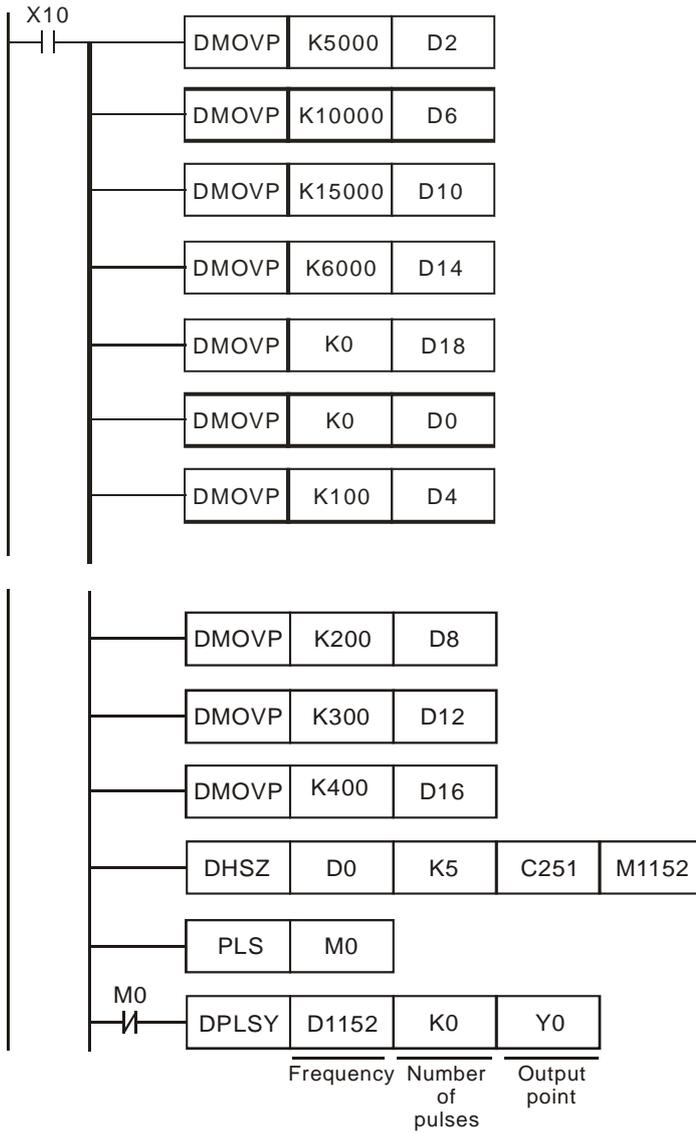 X10
DMOVP K5000 D2
DMOVP K10000 D6
DMOVP K15000 D10
DMOVP K6000 D14
DMOVP K0 D18
DMOVP K0 D0
DMOVP K100 D4
DMOVP K200 D8
DMOVP K300 D12
DMOVP K400 D16
DHSZ D0 K5 C251 M1152
PLS M0
M0
DPLSY D1152 K0 Y0
Frequency Number Output
of point
pulses